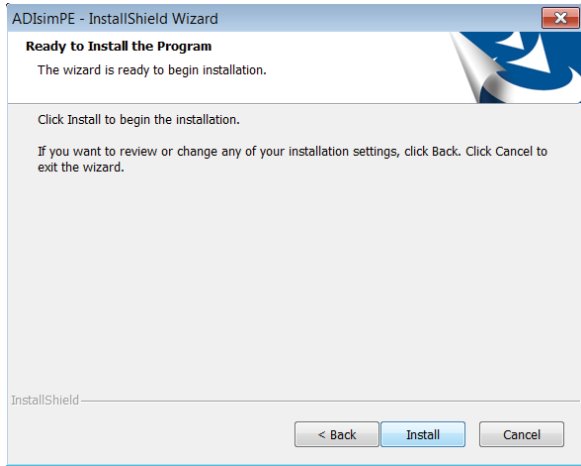 ADIsimPE - InstallShield Wizard
Ready to Install the Program
The wizard is ready to begin installation.
Click Install to begin the installation.
If you want to review or change any of your installation settings, click Back. Click Cancel to
exit the wizard.
InstallShield
< Back Install Cancel